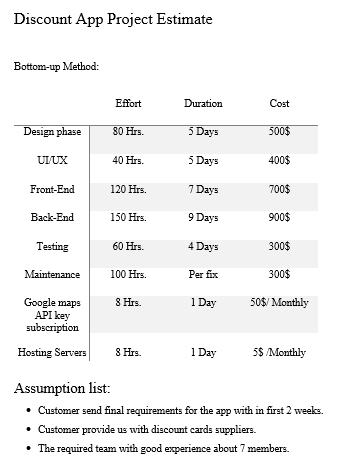 Discount App Project Estimate
Bottom-up Method:
Effort Duration Cost
Design phase 80 Hrs. 5 Days 500$
UI/UX 40 Hrs. 5 Days 400$
Front-End 120 Hrs. 7 Days 700$
Back-End 150 Hrs. 9 Days 900$
Testing 60 Hrs. 4 Days 300$
Maintenance 100 Hrs. Per fix 300$
Google maps 8 Hrs. 1 Day 50$/ Monthly
API key
subscription
Hosting Servers 8 Hrs. 1 Day 5$ /Monthly
Assumption list:
• Customer send final requirements for the app with in first 2 weeks.
• Customer provide us with discount cards suppliers.
• The required team with good experience about 7 members.